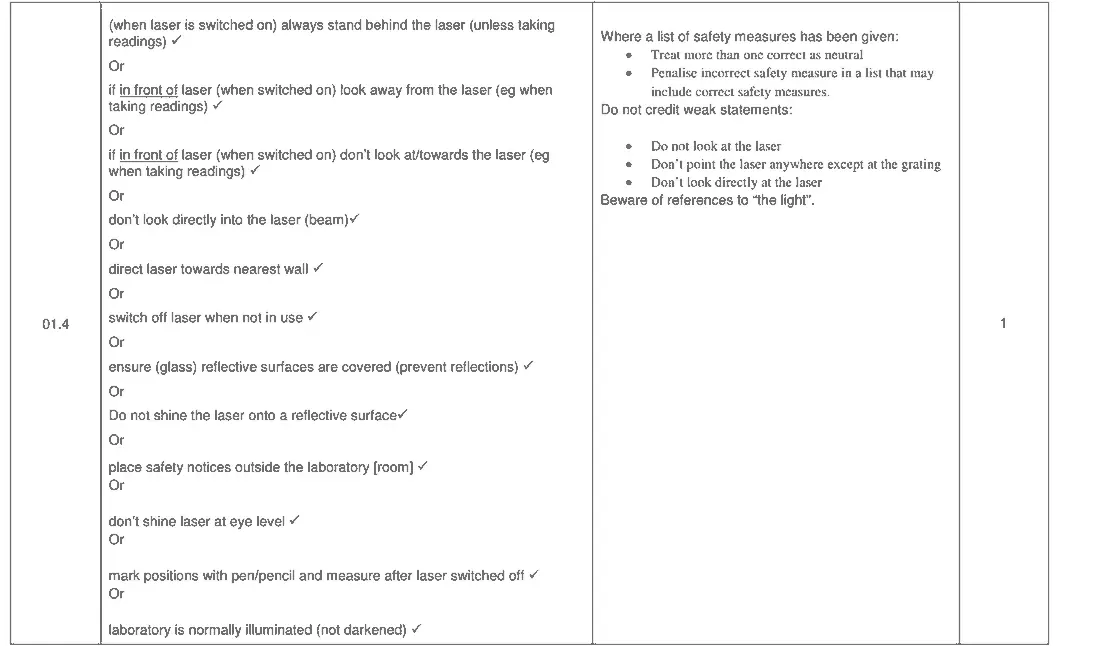 (when laser is switched on) always stand behind the laser (unless taking
readings) ✓
Or
if in front of laser (when switched on) look away from the laser (eg when
taking readings) ✓
Or
if in front of laser (when switched on) don't look at/towards the laser (eg
when taking readings) ✓
Or
don't look directly into the laser (beam)✓
Or
direct laser towards nearest wall ✓
Or
01.4
switch off laser when not in use ✓
Or
ensure (glass) reflective surfaces are covered (prevent reflections) ✓
Or
Do not shine the laser onto a reflective surface✓
Or
place safety notices outside the laboratory [room] ✓
Or
don't shine laser at eye level ✓
Or
mark positions with pen/pencil and measure after laser switched off ✓
Or
laboratory is normally illuminated (not darkened) ✓
Where a list of safety measures has been given:
• Treat more than one correct as neutral
• Penalise incorrect safety measure in a list that may
include correct safety measures.
Do not credit weak statements:
• Do not look at the laser
• Don't point the laser anywhere except at the grating
• Don't look directly at the laser
Beware of references to "the light".
1